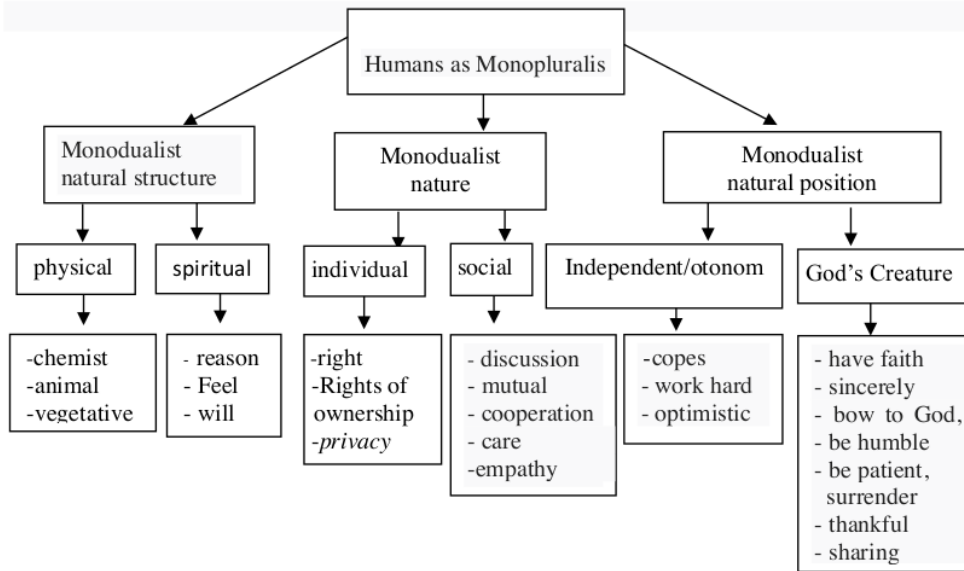 Humans as Monopluralis
Monodualist
natural structure
Monodualist
nature
Monodualist
natural position
physical
spiritual
individual
social
Independent/otonom
God's Creature
-chemist
-animal
-vegetative
- reason
- Feel
- will
-right
-Rights of
ownership
-privacy
- discussion
- mutual
- cooperation
- care
-empathy
-copes
- work hard
- optimistic
- have faith
- sincerely
- bow to God,
- be humble
- be patient,
surrender
- thankful
- sharing